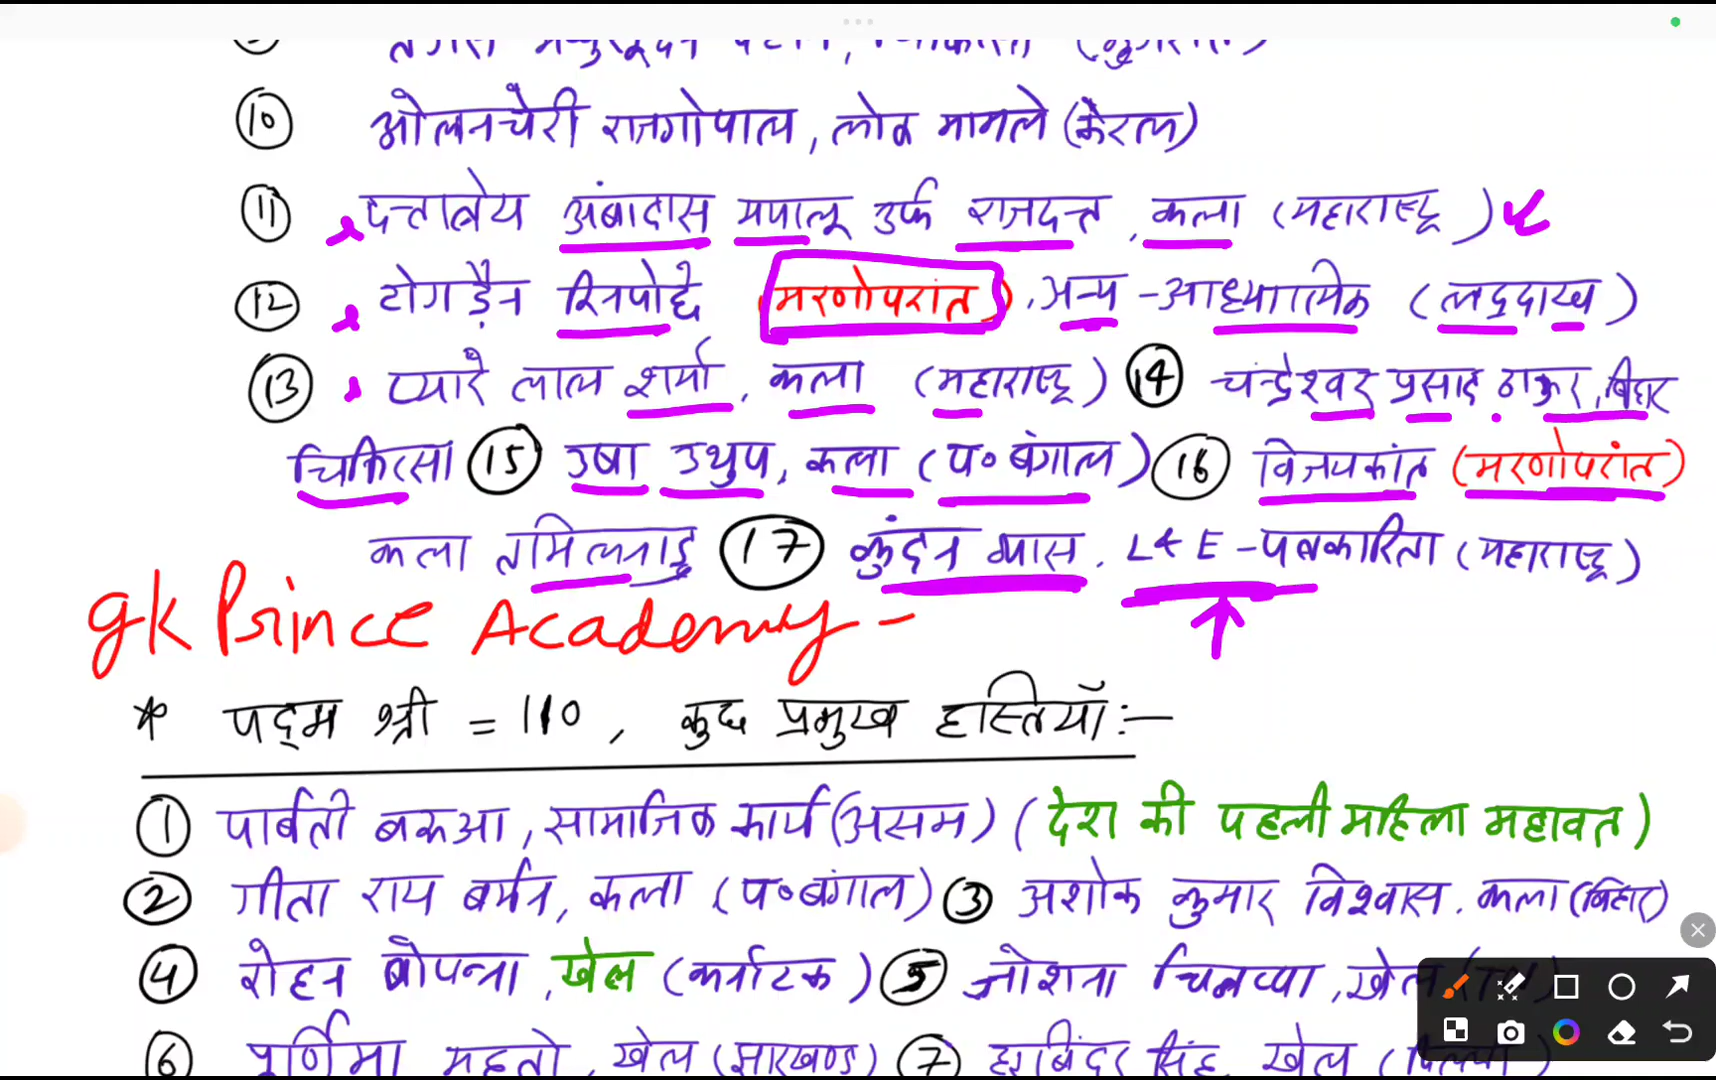 10 ओलनचेरी राजगोपाल, लोक मामले (केरल)
11 दत्तात्रेय अंबादास मयालू उर्फ राजदत्त, कला (महाराष्ट्र)
12 टोगडैन रिनपोछे (मरणोपरांत), अन्य - आध्यात्मिक (लद्दाख)
13 प्यारे लाल शर्मा, कला (महाराष्ट्र) 14 चंद्रेश्वर प्रसाद ठाकुर, बिहार
चिकित्सा 15 उषा उथुप, कला (प० बंगाल) 16 विजयकांत (मरणोपरांत)
कला तमिलनाडु 17 कुंदन व्यास, L & E - पत्रकारिता (महाराष्ट्र)
gk Prince Academy -
* पद्म श्री = 110, कुछ प्रमुख हस्तियाँ :-
1 पार्बती बरुआ, सामाजिक कार्य (असम) (देश की पहली महिला महावत)
2 गीता राय बर्मन, कला (प० बंगाल) 3 अशोक कुमार विश्वास, कला (बिहार)
4 रोहन बोपन्ना, खेल (कर्नाटक) 5 जोशना चिनप्पा, खेल
6 पूर्णिमा महतो, खेल (झारखण्ड) 7 हरबिंदर सिंह, खेल (दिल्ली)